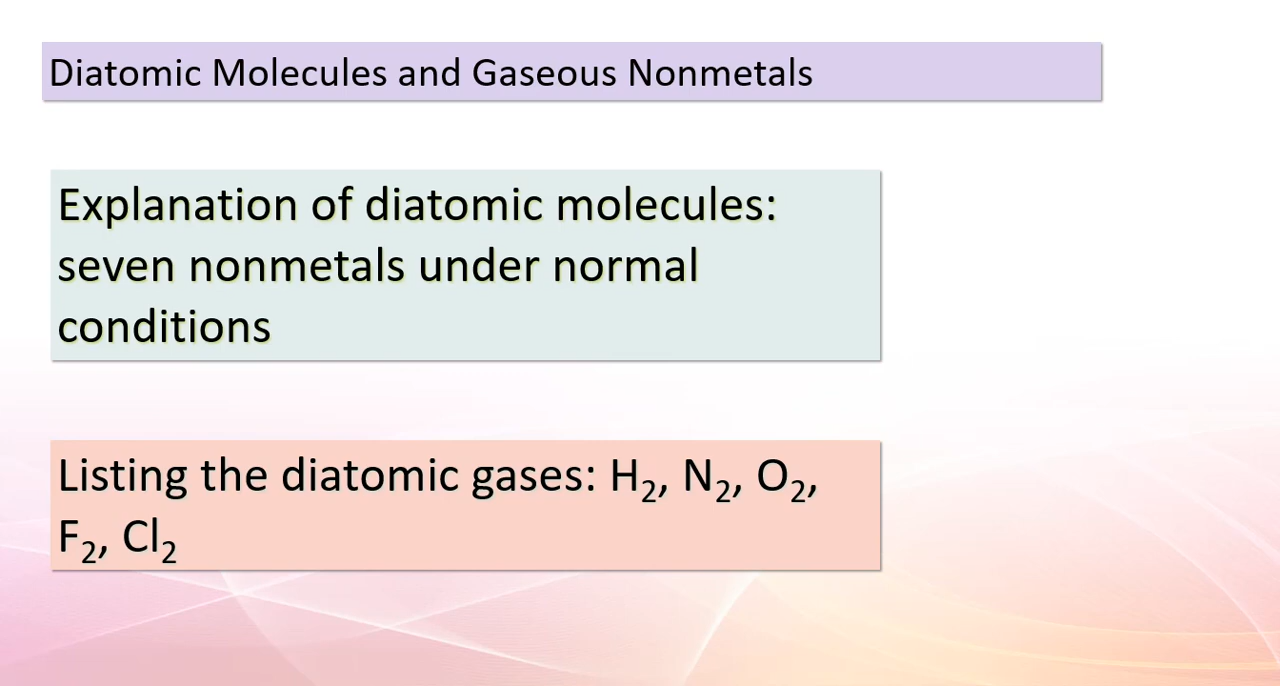 Diatomic Molecules and Gaseous Nonmetals
Explanation of diatomic molecules:
seven nonmetals under normal
conditions
Listing the diatomic gases: H₂, N₂, O₂,
F₂, Cl₂